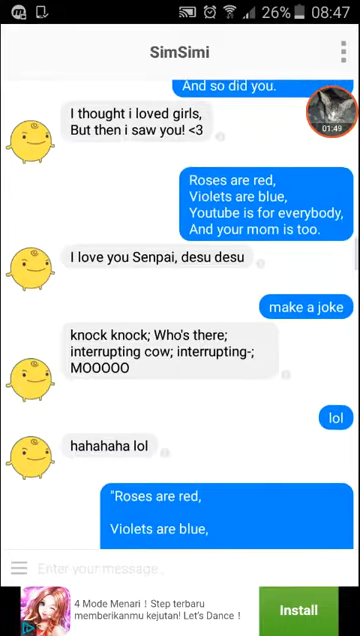 26% 08:47
SimSimi
And so did you.
I thought i loved girls,
But then i saw you! <3
01:49
Roses are red,
Violets are blue,
Youtube is for everybody,
And your mom is too.
I love you Senpai, desu desu
make a joke
knock knock; Who's there;
interrupting cow; interrupting-;
MOOOOO
lol
hahahaha lol
"Roses are red,
Violets are blue,
Enter your message..
4 Mode Menari! Step terbaru
memberikanmu kejutan! Let's Dance!
Install